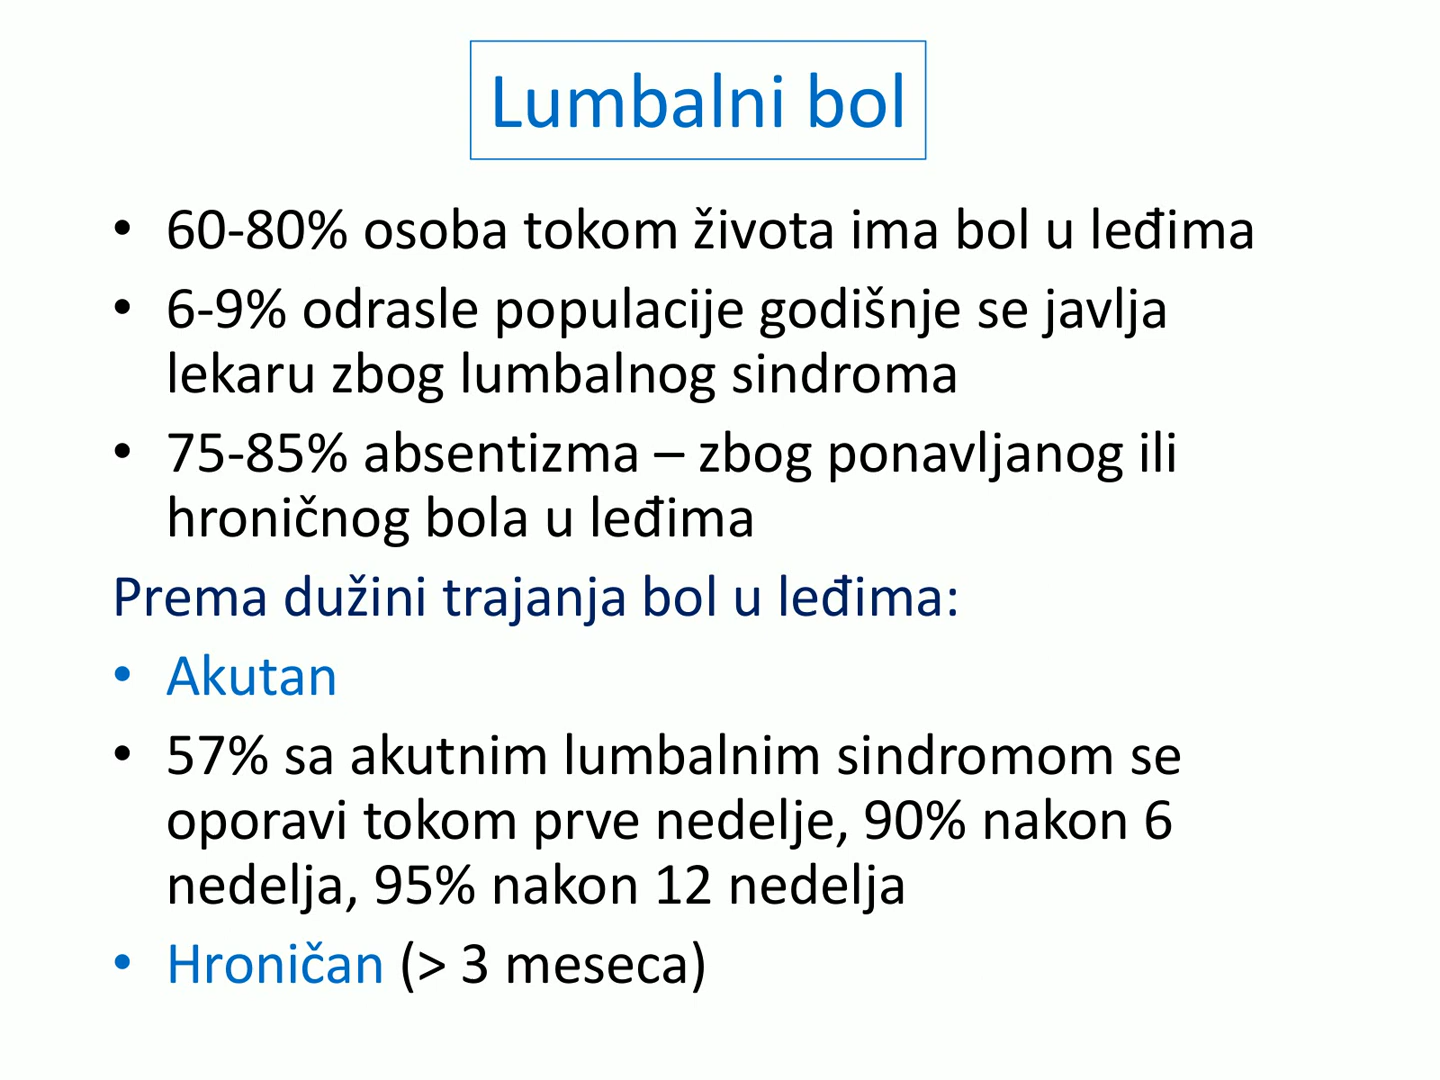 Lumbalni bol
• 60-80% osoba tokom života ima bol u leđima
• 6-9% odrasle populacije godišnje se javlja
lekaru zbog lumbalnog sindroma
• 75-85% absentizma – zbog ponavljanog ili
hroničnog bola u leđima
Prema dužini trajanja bol u leđima:
• Akutan
• 57% sa akutnim lumbalnim sindromom se
oporavi tokom prve nedelje, 90% nakon 6
nedelja, 95% nakon 12 nedelja
• Hroničan (> 3 meseca)